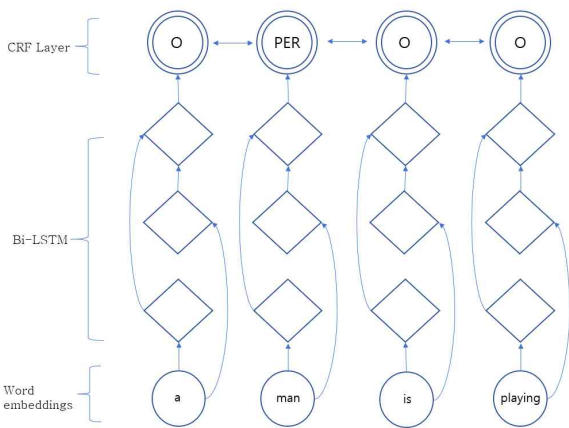 CRF Layer
O PER O O
Bi-LSTM
Word
embeddings
a man is playing